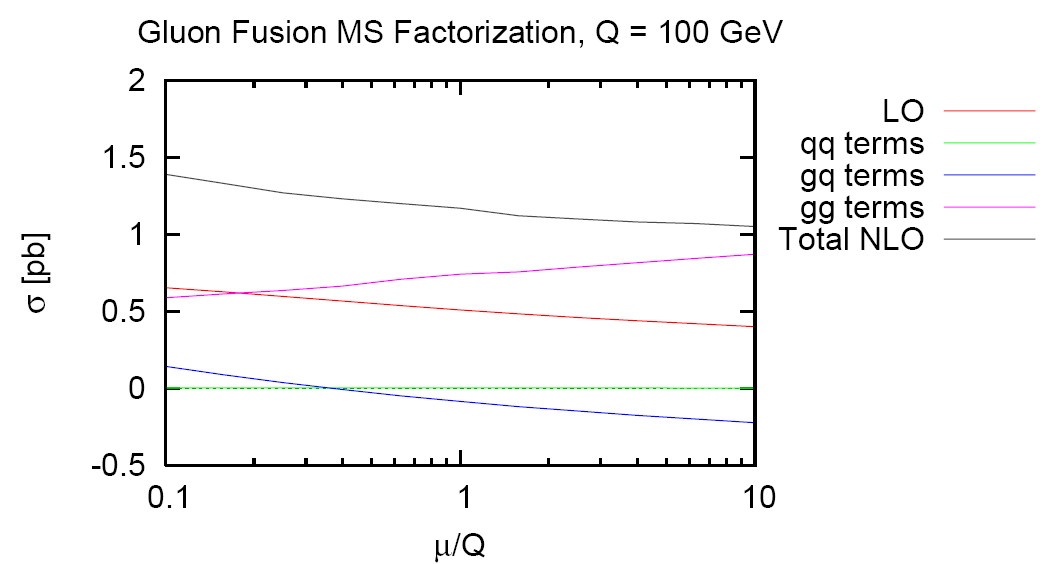 Gluon Fusion MS Factorization, Q = 100 GeV
2
1.5
1
0.5
0
-0.5
0.1
1
10
σ [pb]
μ/Q
LO
qq terms
gq terms
gg terms
Total NLO